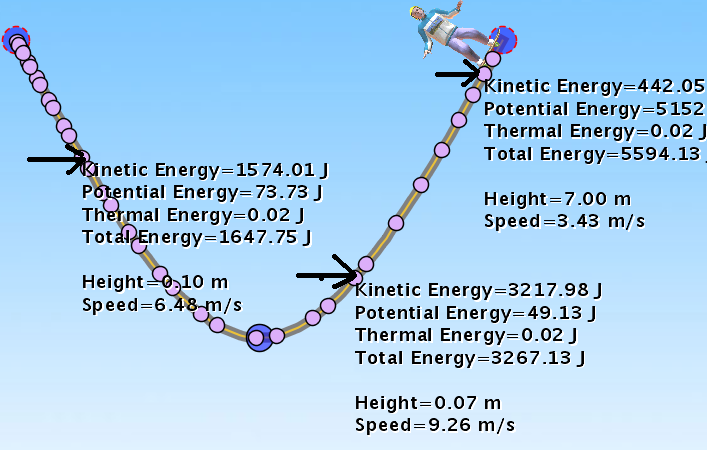 Kinetic Energy=442.05
Potential Energy=5152
Thermal Energy=0.02 J
Total Energy=5594.13
Height=7.00 m
Speed=3.43 m/s
Kinetic Energy=1574.01 J
Potential Energy=73.73 J
Thermal Energy=0.02 J
Total Energy=1647.75 J
Height=0.10 m
Speed=6.48 m/s
Kinetic Energy=3217.98 J
Potential Energy=49.13 J
Thermal Energy=0.02 J
Total Energy=3267.13 J
Height=0.07 m
Speed=9.26 m/s